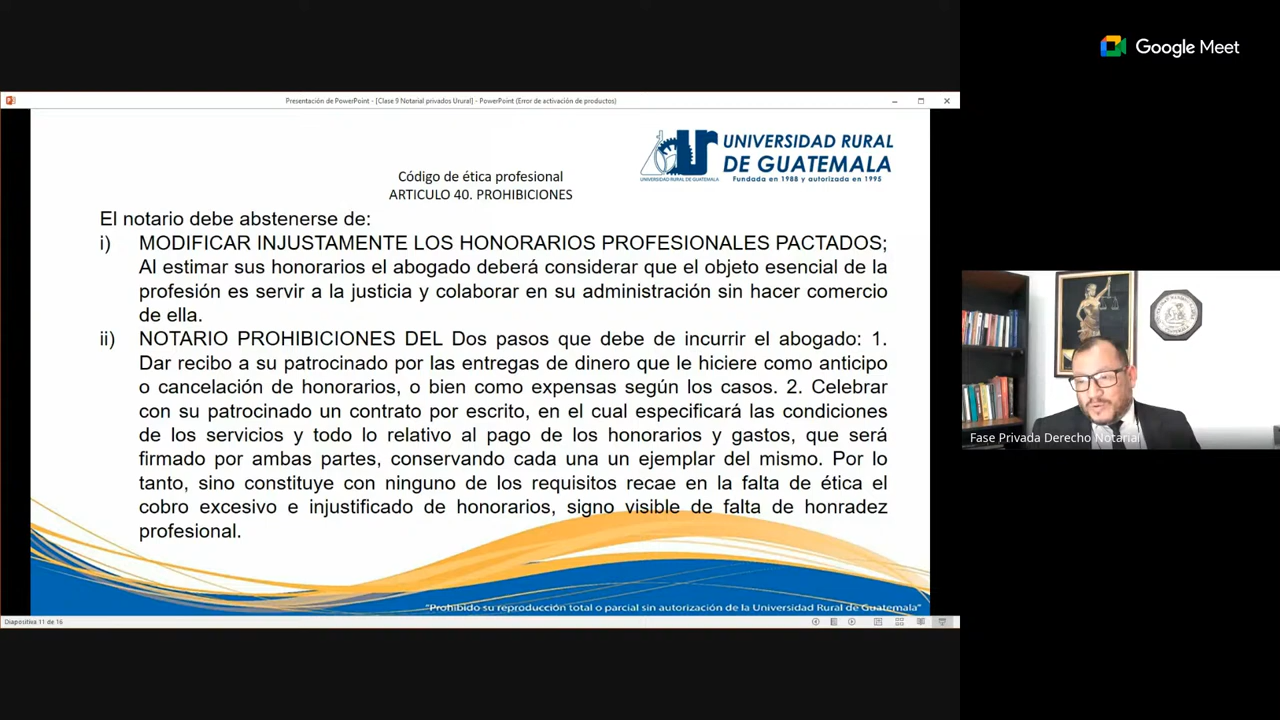 Google Meet
Presentación de PowerPoint - [Clase 9 Notarial privados Urural] - PowerPoint (Error de activación de productos)
UNIVERSIDAD RURAL
DE GUATEMALA
Fundada en 1988 y autorizada en 1995
UNIVERSIDAD RURAL DE GUATEMALA
Código de ética profesional
ARTICULO 40. PROHIBICIONES
El notario debe abstenerse de:
i) MODIFICAR INJUSTAMENTE LOS HONORARIOS PROFESIONALES PACTADOS;
Al estimar sus honorarios el abogado deberá considerar que el objeto esencial de la
profesión es servir a la justicia y colaborar en su administración sin hacer comercio
de ella.
ii) NOTARIO PROHIBICIONES DEL Dos pasos que debe de incurrir el abogado: 1.
Dar recibo a su patrocinado por las entregas de dinero que le hiciere como anticipo
o cancelación de honorarios, o bien como expensas según los casos. 2. Celebrar
con su patrocinado un contrato por escrito, en el cual especificará las condiciones
de los servicios y todo lo relativo al pago de los honorarios y gastos, que será
firmado por ambas partes, conservando cada una un ejemplar del mismo. Por lo
tanto, sino constituye con ninguno de los requisitos recae en la falta de ética el
cobro excesivo e injustificado de honorarios, signo visible de falta de honradez
profesional.
"Prohibido su reproducción total o parcial sin autorización de la Universidad Rural de Guatemala"
Diapositiva 11 de 16
Fase Privada Derecho Notarial